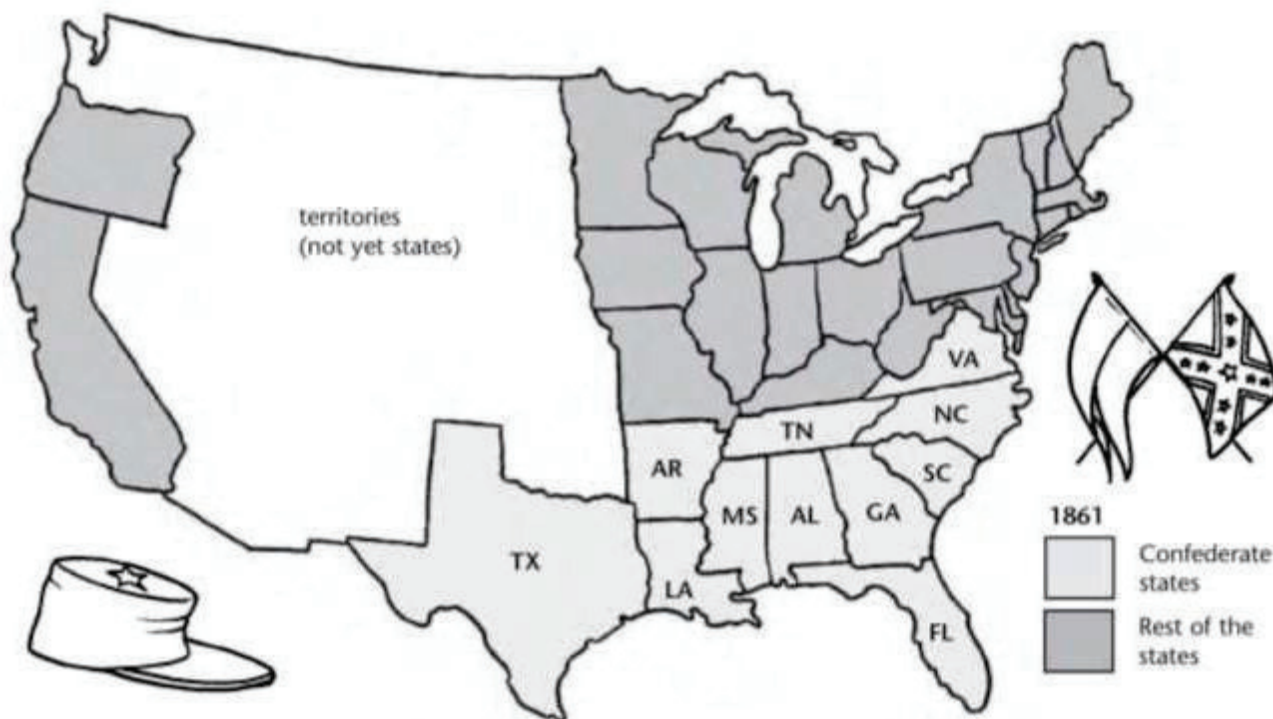 territories
(not yet states)
VA
NC
TN
SC
AR
MS
AL
GA
TX
LA
FL
1861
Confederate
states
Rest of the
states